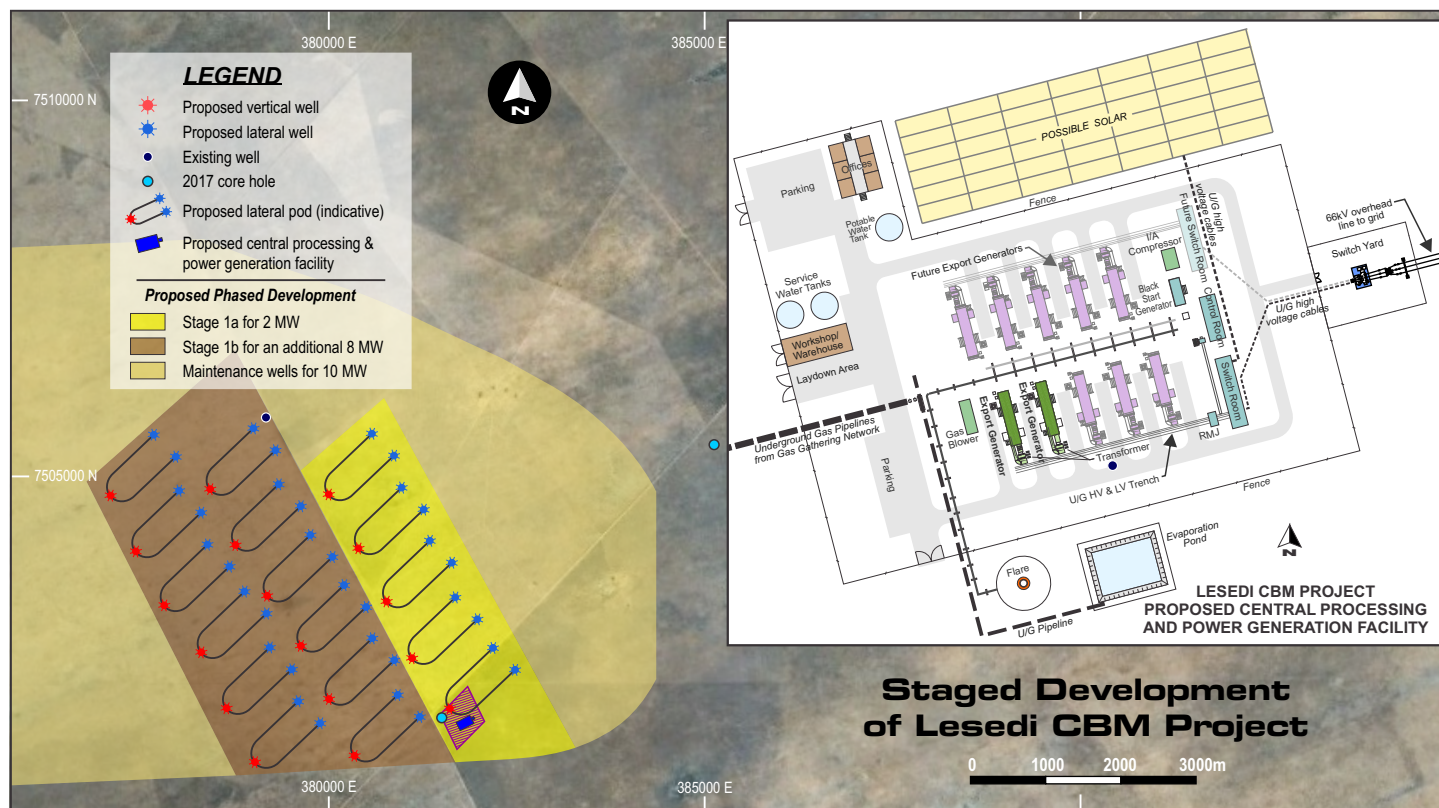 380000 E
385000 E
7510000 N
7505000 N
LEGEND
Proposed vertical well
Proposed lateral well
Existing well
2017 core hole
Proposed lateral pod (indicative)
Proposed central processing &
power generation facility
Proposed Phased Development
Stage 1a for 2 MW
Stage 1b for an additional 8 MW
Maintenance wells for 10 MW
N
POSSIBLE SOLAR
Offices
Parking
Potable
Water
Tank
Fence
U/G high
voltage cables
Future Switch Room
66kV overhead
line to grid
Switch Yard
I/A
Compressor
Future Export Generators
Service
Water Tanks
Black
Start
Generator
Control Room
U/G high
voltage cables
Workshop/
Warehouse
Laydown Area
Switch Room
Export Generator
Export Generator
Gas
Blower
Underground Gas Pipelines
from Gas Gathering Network
RMJ
Transformer
Parking
U/G HV & LV Trench
Fence
Evaporation
Pond
Flare
N
U/G Pipeline
LESEDI CBM PROJECT
PROPOSED CENTRAL PROCESSING
AND POWER GENERATION FACILITY
Staged Development
of Lesedi CBM Project
0 1000 2000 3000m
380000 E
385000 E